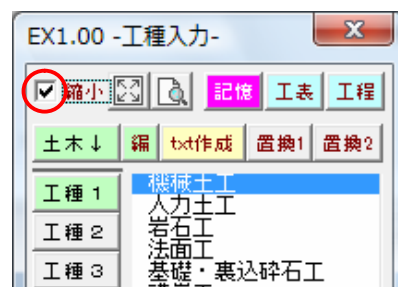 EX1.00 -工種入力-
縮小 記憶 工表 工程
土木↓ 編 txt作成 置換1 置換2
工種 1
工種 2
工種 3
機械土工
人力土工
岩石工
法面工
基礎・裏込砕石工